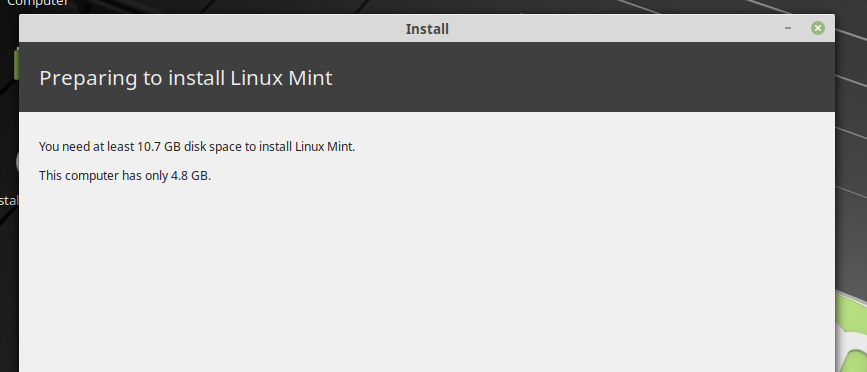 Computer
Install
Preparing to install Linux Mint
You need at least 10.7 GB disk space to install Linux Mint.
This computer has only 4.8 GB.
stal